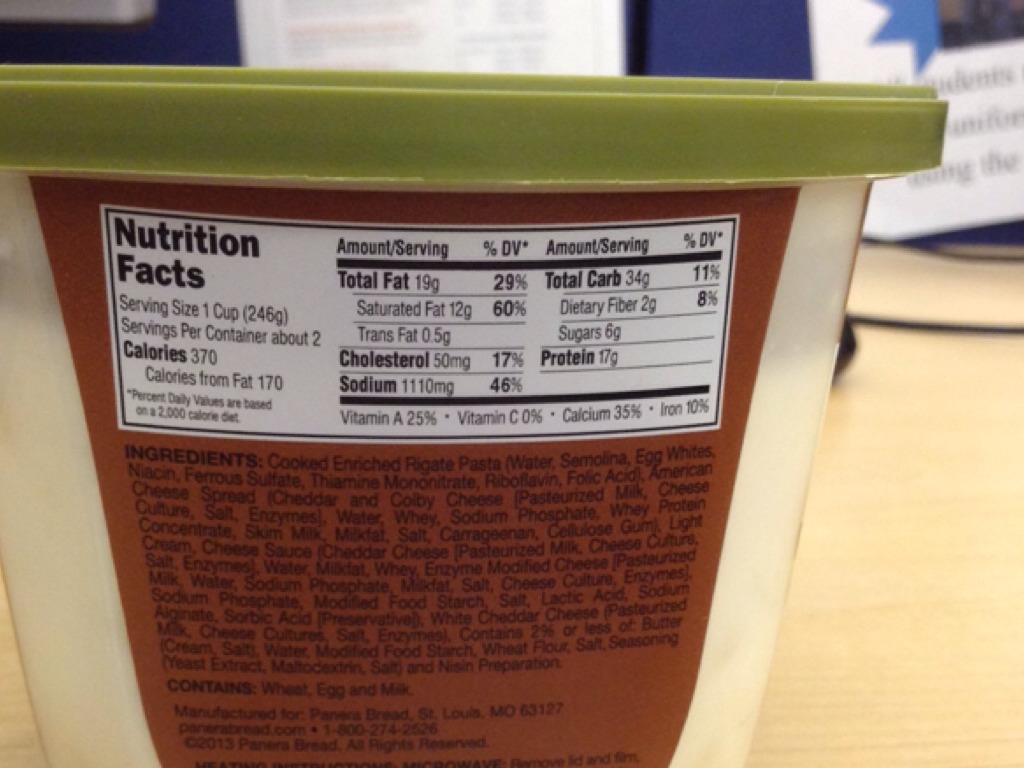 udents
unifor
using the
Nutrition
Facts
Serving Size 1 Cup (246g)
Servings Per Container about 2
Calories 370
Calories from Fat 170
*Percent Daily Values are based
on a 2,000 calorie diet.
Amount/Serving % DV* Amount/Serving % DV*
Total Fat 19g 29% Total Carb 34g 11%
Saturated Fat 12g 60% Dietary Fiber 2g 8%
Trans Fat 0.5g Sugars 6g
Cholesterol 50mg 17% Protein 17g
Sodium 1110mg 46%
Vitamin A 25% • Vitamin C 0% • Calcium 35% • Iron 10%
INGREDIENTS: Cooked Enriched Rigate Pasta (Water, Semolina, Egg Whites,
Niacin, Ferrous Sulfate, Thiamine Mononitrate, Riboflavin, Folic Acid), American
Cheese Spread (Cheddar and Colby Cheese [Pasteurized Milk, Cheese
Culture, Salt, Enzymes], Water, Whey, Sodium Phosphate, Whey Protein
Concentrate, Skim Milk, Milkfat, Salt, Carrageenan, Cellulose Gum), Light
Cream, Cheese Sauce (Cheddar Cheese [Pasteurized Milk, Cheese Culture,
Salt, Enzymes], Water, Milkfat, Whey, Enzyme Modified Cheese [Pasteurized
Milk, Water, Sodium Phosphate, Milkfat, Salt, Cheese Culture, Enzymes],
Sodium Phosphate, Modified Food Starch, Salt, Lactic Acid, Sodium
Alginate, Sorbic Acid [Preservative]), White Cheddar Cheese (Pasteurized
Milk, Cheese Cultures, Salt, Enzymes), Contains 2% or less of: Butter
(Cream, Salt), Water, Modified Food Starch, Wheat Flour, Salt, Seasoning
(Yeast Extract, Maltodextrin, Salt) and Nisin Preparation.
CONTAINS: Wheat, Egg and Milk.
Manufactured for: Panera Bread, St. Louis, MO 63127
panerabread.com • 1-800-274-2526
©2013 Panera Bread. All Rights Reserved.
HEATING INSTRUCTIONS: MICROWAVE: Remove lid and film,